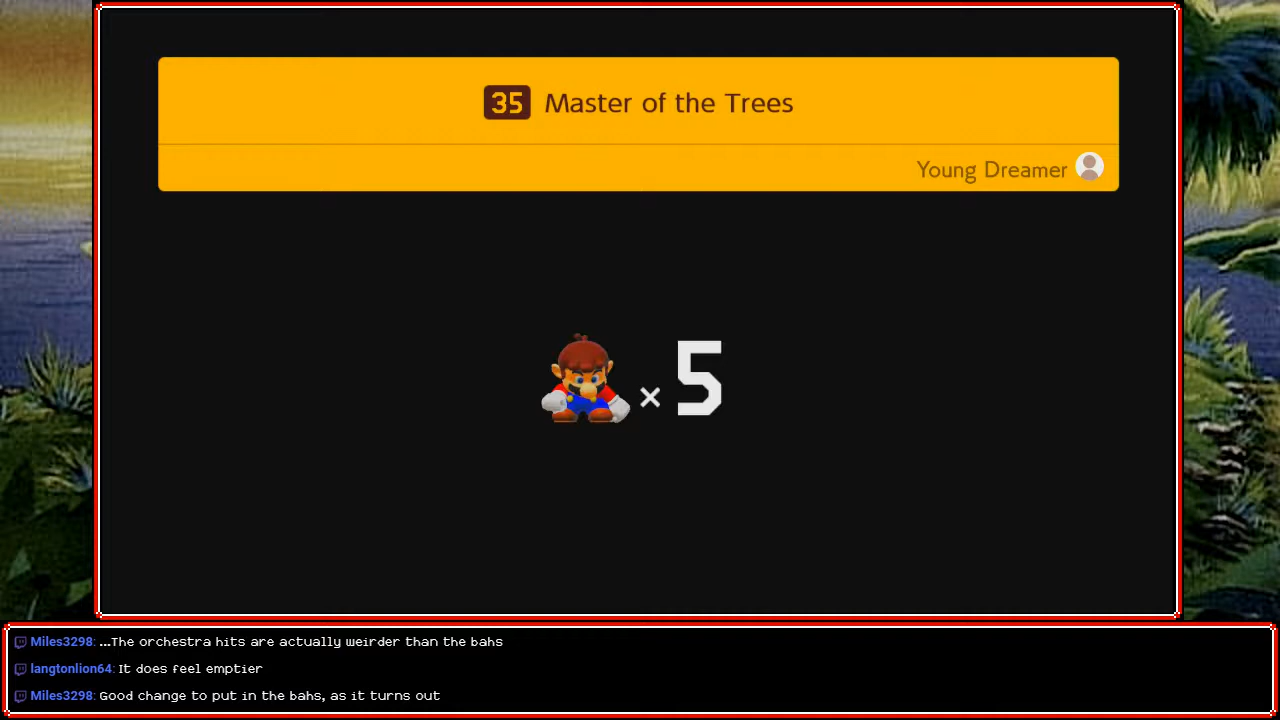 35 Master of the Trees
Young Dreamer
× 5
Miles3298: ...The orchestra hits are actually weirder than the bahs
langtonlion64: It does feel emptier
Miles3298: Good change to put in the bahs, as it turns out